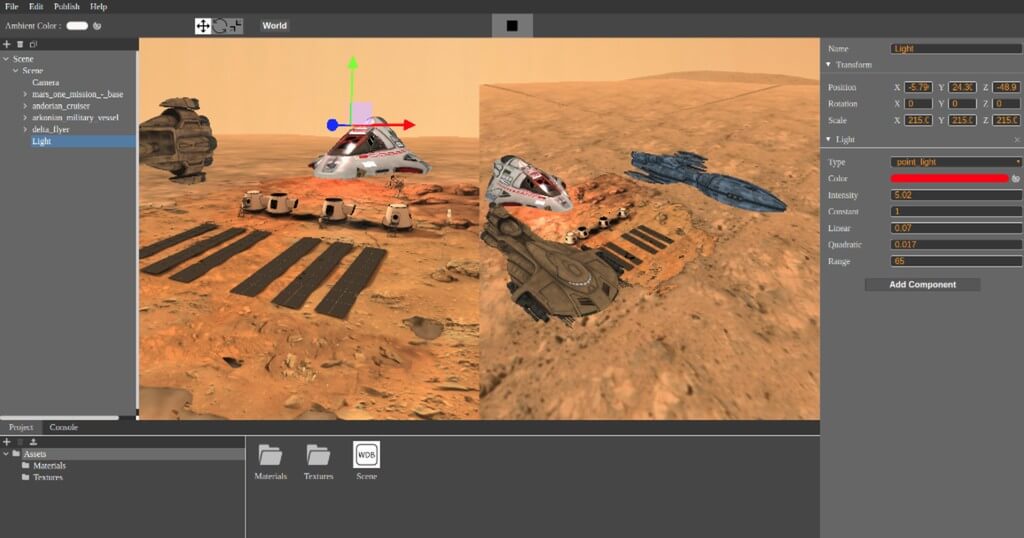 File Edit Publish Help
Ambient Color :
World
Scene
Scene
Camera
mars_one_mission_-_base
andorian_cruiser
arkonian_military_vessel
delta_flyer
Light
Name Light
Transform
Position X -5.79 Y 24.30 Z -48.9
Rotation X 0 Y 0 Z 0
Scale X 215.0 Y 215.0 Z 215.0
Light
Type point_light
Color
Intensity 5.02
Constant 1
Linear 0.07
Quadratic 0.017
Range 65
Add Component
Project Console
Assets
Materials
Textures
WDB
Materials Textures Scene